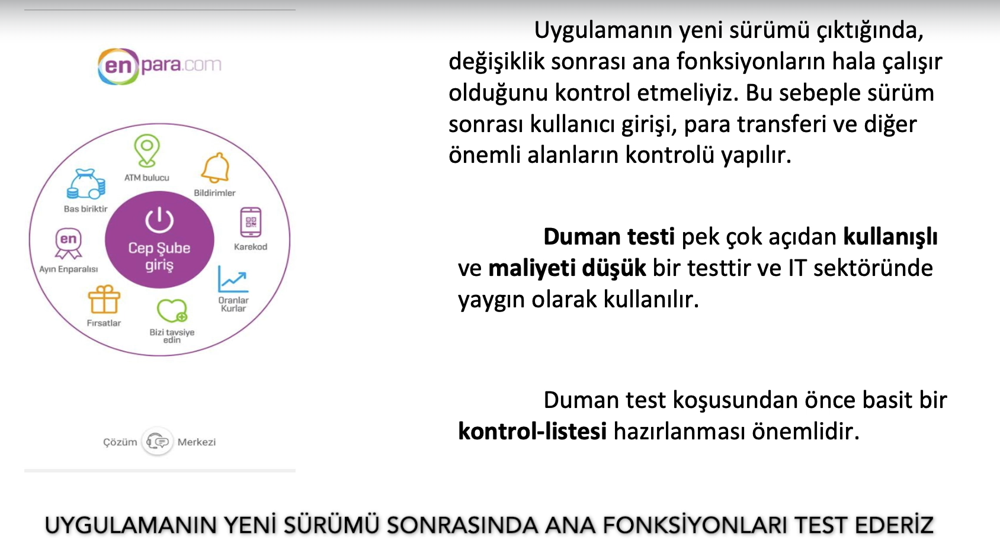 enpara.com
ATM bulucu
Bildirimler
Bas biriktir
Karekod
en
Ayın Enparalısı
Cep Şube
giriş
Oranlar
Kurlar
Fırsatlar
Bizi tavsiye
edin
Çözüm Merkezi
Uygulamanın yeni sürümü çıktığında,
değişiklik sonrası ana fonksiyonların hala çalışır
olduğunu kontrol etmeliyiz. Bu sebeple sürüm
sonrası kullanıcı girişi, para transferi ve diğer
önemli alanların kontrolü yapılır.
Duman testi pek çok açıdan kullanışlı
ve maliyeti düşük bir testtir ve IT sektöründe
yaygın olarak kullanılır.
Duman test koşusundan önce basit bir
kontrol-listesi hazırlanması önemlidir.
UYGULAMANIN YENİ SÜRÜMÜ SONRASINDA ANA FONKSİYONLARI TEST EDERİZ